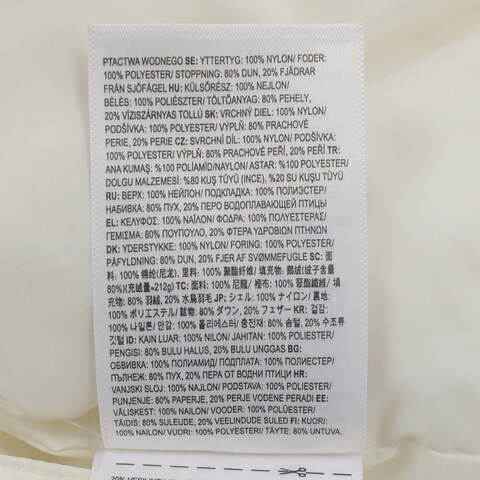 PTACTWA WODNEGO SE: YTTERTYG: 100% NYLON/ FODER:
100% POLYESTER/ STOPPNING: 80% DUN, 20% FJÄDRAR
FRÅN SJÖFÅGEL HU: KÜLSŐRÉSZ: 100% NEJLON/
BÉLÉS: 100% POLIÉSZTER/ TÖLTŐANYAG: 80% PEHELY,
20% VÍZISZÁRNYAS TOLLÚ SK: VRCHNÝ DIEL: 100% NYLON/
PODŠÍVKA: 100% POLYESTER/ VÝPLŇ: 80% PRACHOVÉ
PERIE, 20% PERIE CZ: SVRCHNÍ DÍL: 100% NYLON/ PODŠÍVKA:
100% POLYESTER/ VÝPLŇ: 80% PRACHOVÉ PEŘÍ, 20% PEŘÍ TR:
ANA KUMAŞ: %100 POLİAMİD/NAYLON/ ASTAR: %100 POLYESTER/
DOLGU MALZEMESİ: %80 KUŞ TÜYÜ (İNCE), %20 SU KUŞU TÜYÜ
RU: ВЕРХ: 100% НЕЙЛОН/ ПОДКЛАДКА: 100% ПОЛИЭСТЕР/
НАБИВКА: 80% ПУХ, 20% ПЕРО ВОДОПЛАВАЮЩЕЙ ПТИЦЫ
EL: ΚΕΛΥΦΟΣ: 100% ΝΑΪΛΟΝ/ ΦΟΔΡΑ: 100% ΠΟΛΥΕΣΤΕΡΑΣ/
ΓΕΜΙΣΜΑ: 80% ΠΟΥΠΟΥΛΟ, 20% ΦΤΕΡΑ ΥΔΡΟΒΙΩΝ ΠΤΗΝΩΝ
DK: YDERSTYKKE: 100% NYLON/ FORING: 100% POLYESTER/
PÅFYLDNING: 80% DUN, 20% FJER AF SVØMMEFUGLE SC: 面
料: 100% 锦纶(尼龙), 里料: 100% 聚酯纤维/ 填充物: 鹅绒(绒子含量
80%)(充绒量=212g) TC: 面料: 100% 尼龍/ 裡布: 100% 聚酯纖維/ 填
充物: 80% 羽絨, 20% 水鳥羽毛 JP: シェル: 100% ナイロン/ 裏地:
100% ポリエステル/ 詰物: 80% ダウン, 20% フェザー KR: 겉감:
100% 나일론/ 안감: 100% 폴리에스터/ 충전재: 80% 솜털, 20% 수조류
깃털 ID: KAIN LUAR: 100% NILON/ JAHITAN: 100% POLIESTER/
PENGISI: 80% BULU HALUS, 20% BULU UNGGAS BG:
ОБВИВКА: 100% ПОЛИАМИД/ ПОДПЛАТА: 100% ПОЛИЕСТЕР/
ПЪЛНЕЖ: 80% ПУХ, 20% ПЕРА ОТ ВОДНИ ПТИЦИ HR:
VANJSKI SLOJ: 100% NAJLON/ PODSTAVA: 100% POLIESTER/
PUNJENJE: 80% PAPERJE, 20% PERJE VODENE PERADI EE:
VÄLISKEST: 100% NAILON/ VOODER: 100% POLÜESTER/
TÄIDIS: 80% SUD, 20% VEELINDUDE SULED FI: KUORI:
100% NAILON/ VUORI: 100% POLYESTERI/ TÄYTE: 80% UNTUVA,